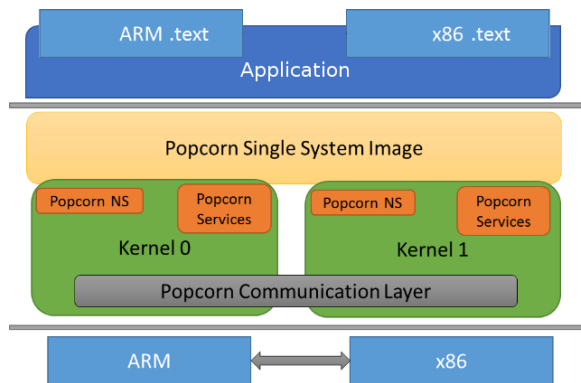 ARM .text
x86 .text
Application
Popcorn Single System Image
Popcorn NS
Popcorn
Services
Kernel 0
Popcorn NS
Popcorn
Services
Kernel 1
Popcorn Communication Layer
ARM
x86